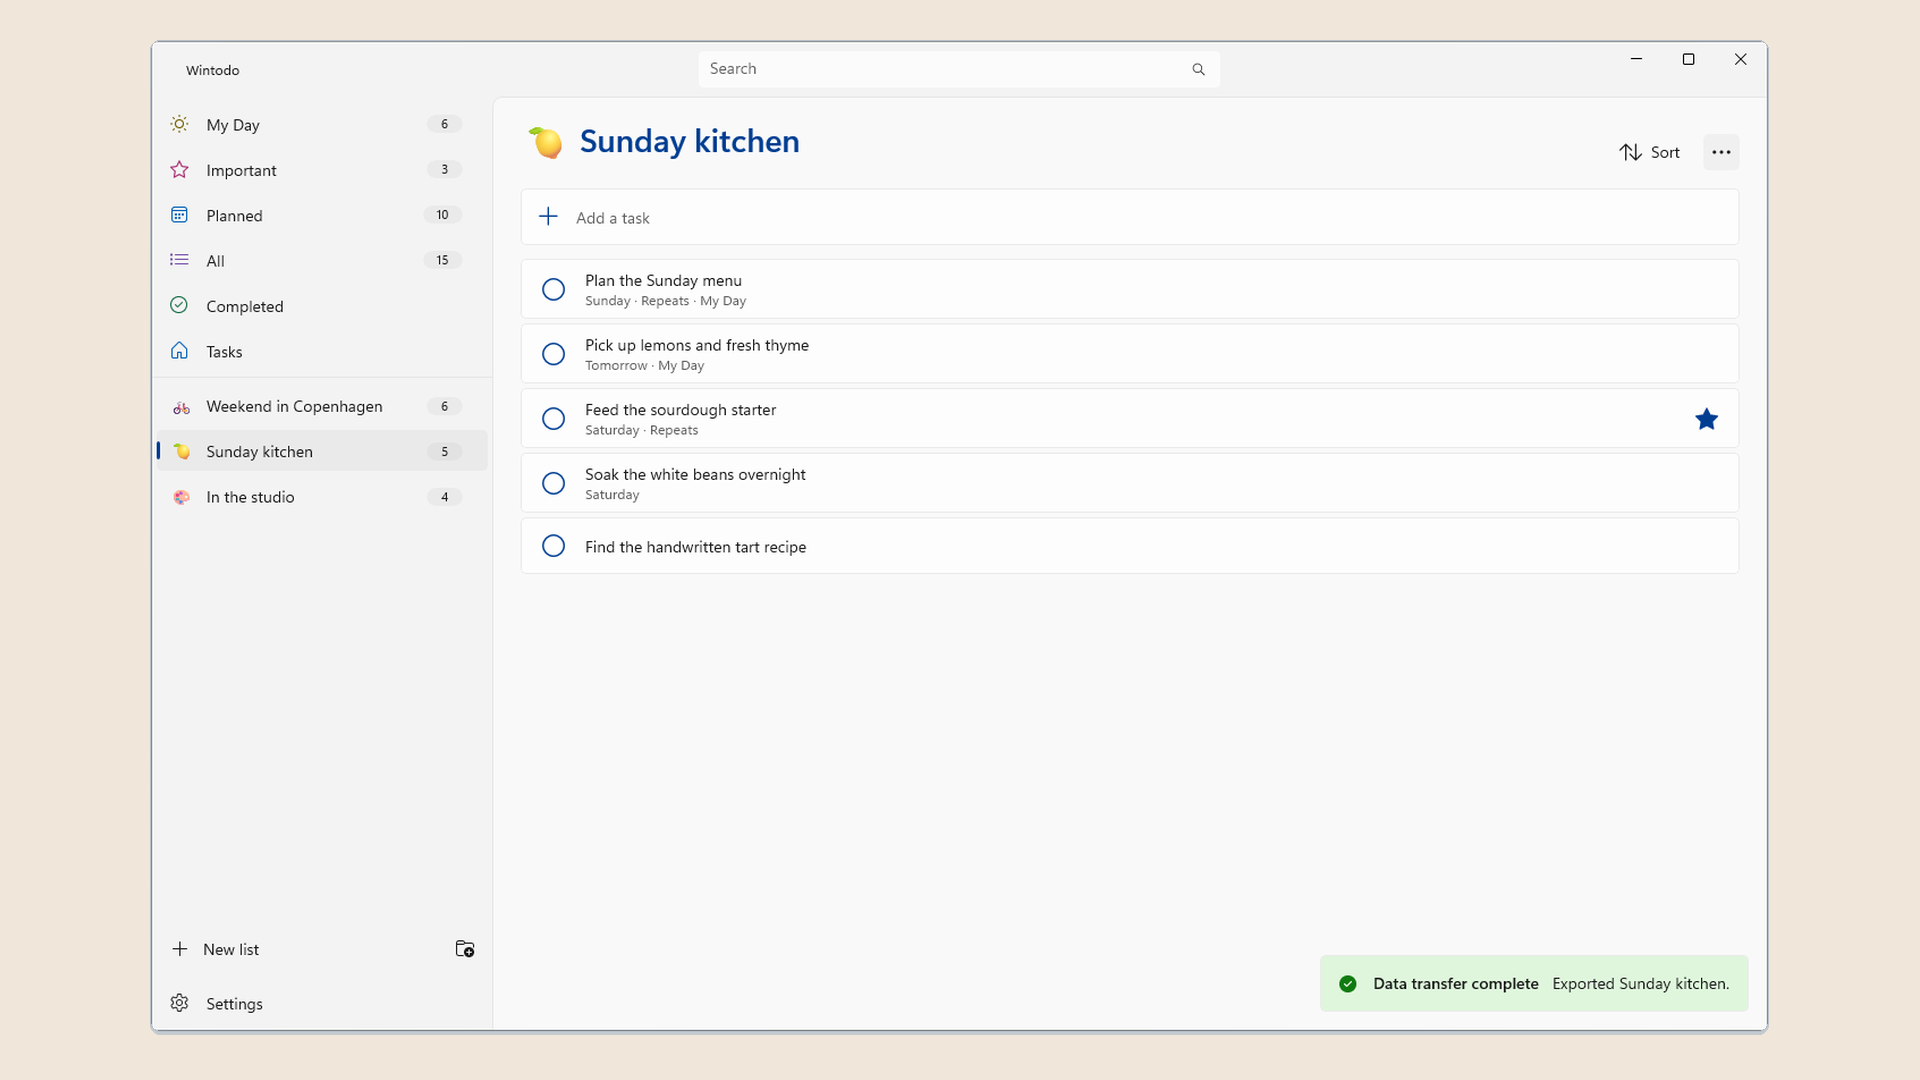 Wintodo
Search
My Day 6
Important 3
Planned 10
All 15
Completed
Tasks
Weekend in Copenhagen 6
Sunday kitchen 5
In the studio 4
New list
Settings
Sunday kitchen
Sort
Add a task
Plan the Sunday menu
Sunday · Repeats · My Day
Pick up lemons and fresh thyme
Tomorrow · My Day
Feed the sourdough starter
Saturday · Repeats
Soak the white beans overnight
Saturday
Find the handwritten tart recipe
Data transfer complete Exported Sunday kitchen.